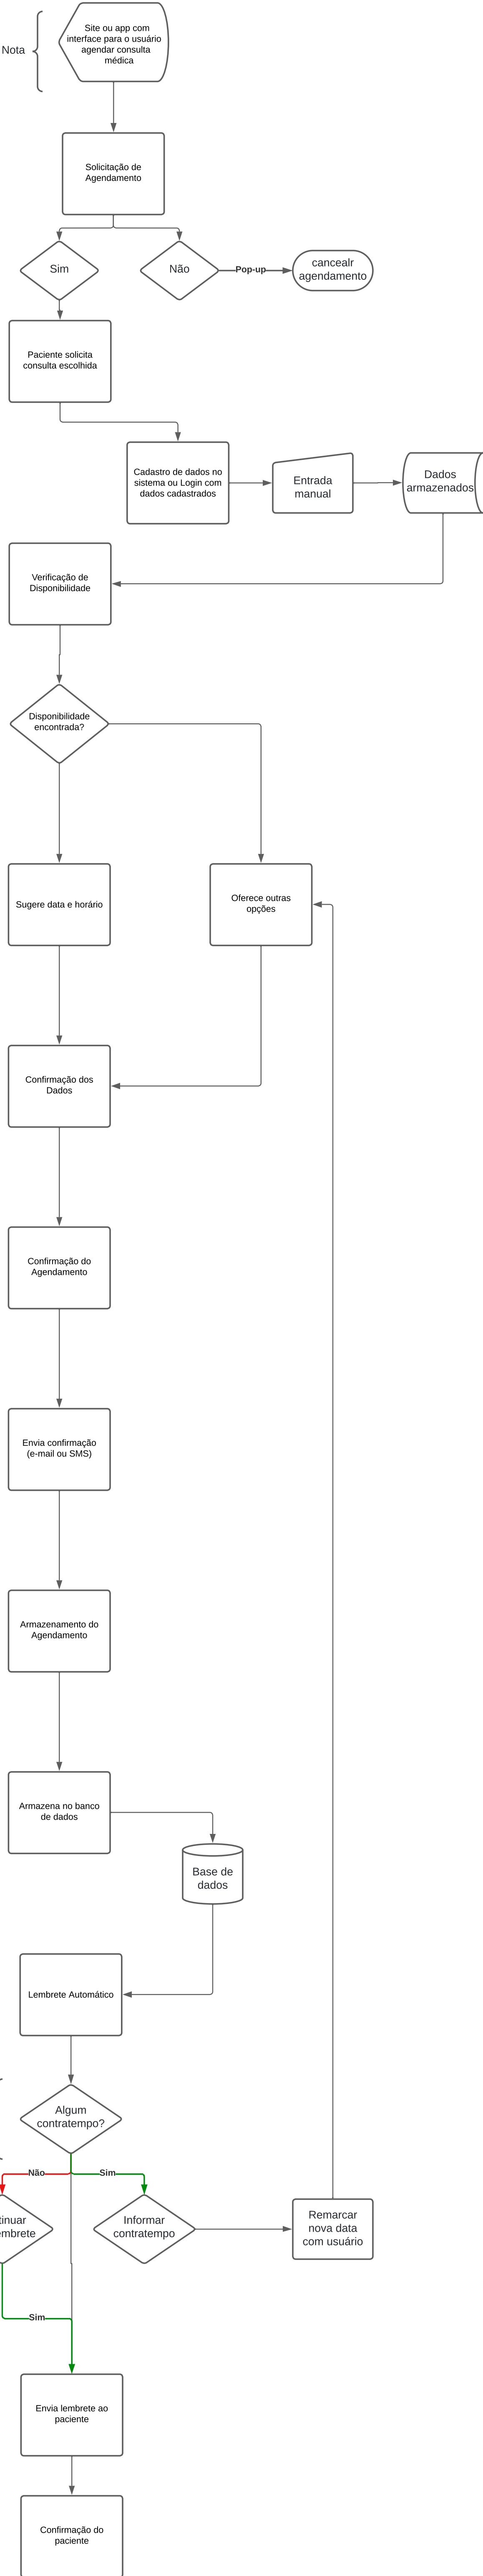 Nota
Site ou app com
interface para o usuário
agendar consulta
médica
Solicitação de
Agendamento
Sim
Não
Pop-up
cancealr
agendamento
Paciente solicita
consulta escolhida
Cadastro de dados no
sistema ou Login com
dados cadastrados
Entrada
manual
Dados
armazenados
Verificação de
Disponibilidade
Disponibilidade
encontrada?
Sugere data e horário
Oferece outras
opções
Confirmação dos
Dados
Confirmação do
Agendamento
Envia confirmação
(e-mail ou SMS)
Armazenamento do
Agendamento
Armazena no banco
de dados
Base de
dados
Lembrete Automático
Algum
contratempo?
Não
Sim
tinuar
embrete
Informar
contratempo
Remarcar
nova data
com usuário
Sim
Envia lembrete ao
paciente
Confirmação do
paciente